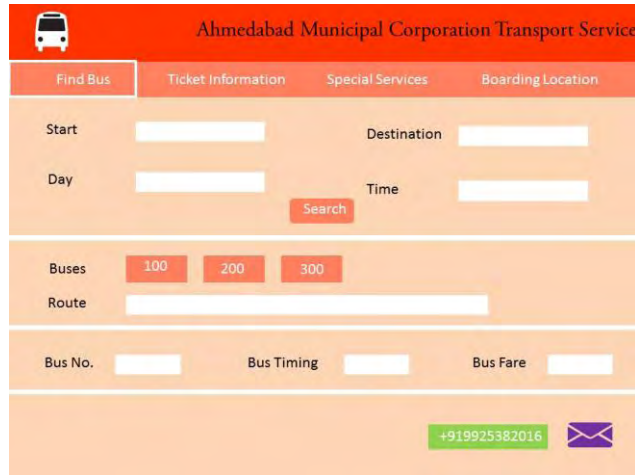 Ahmedabad Municipal Corporation Transport Service
Find Bus Ticket Information Special Services Boarding Location
Start Destination
Day Time
Search
Buses 100 200 300
Route
Bus No. Bus Timing Bus Fare
+919925382016